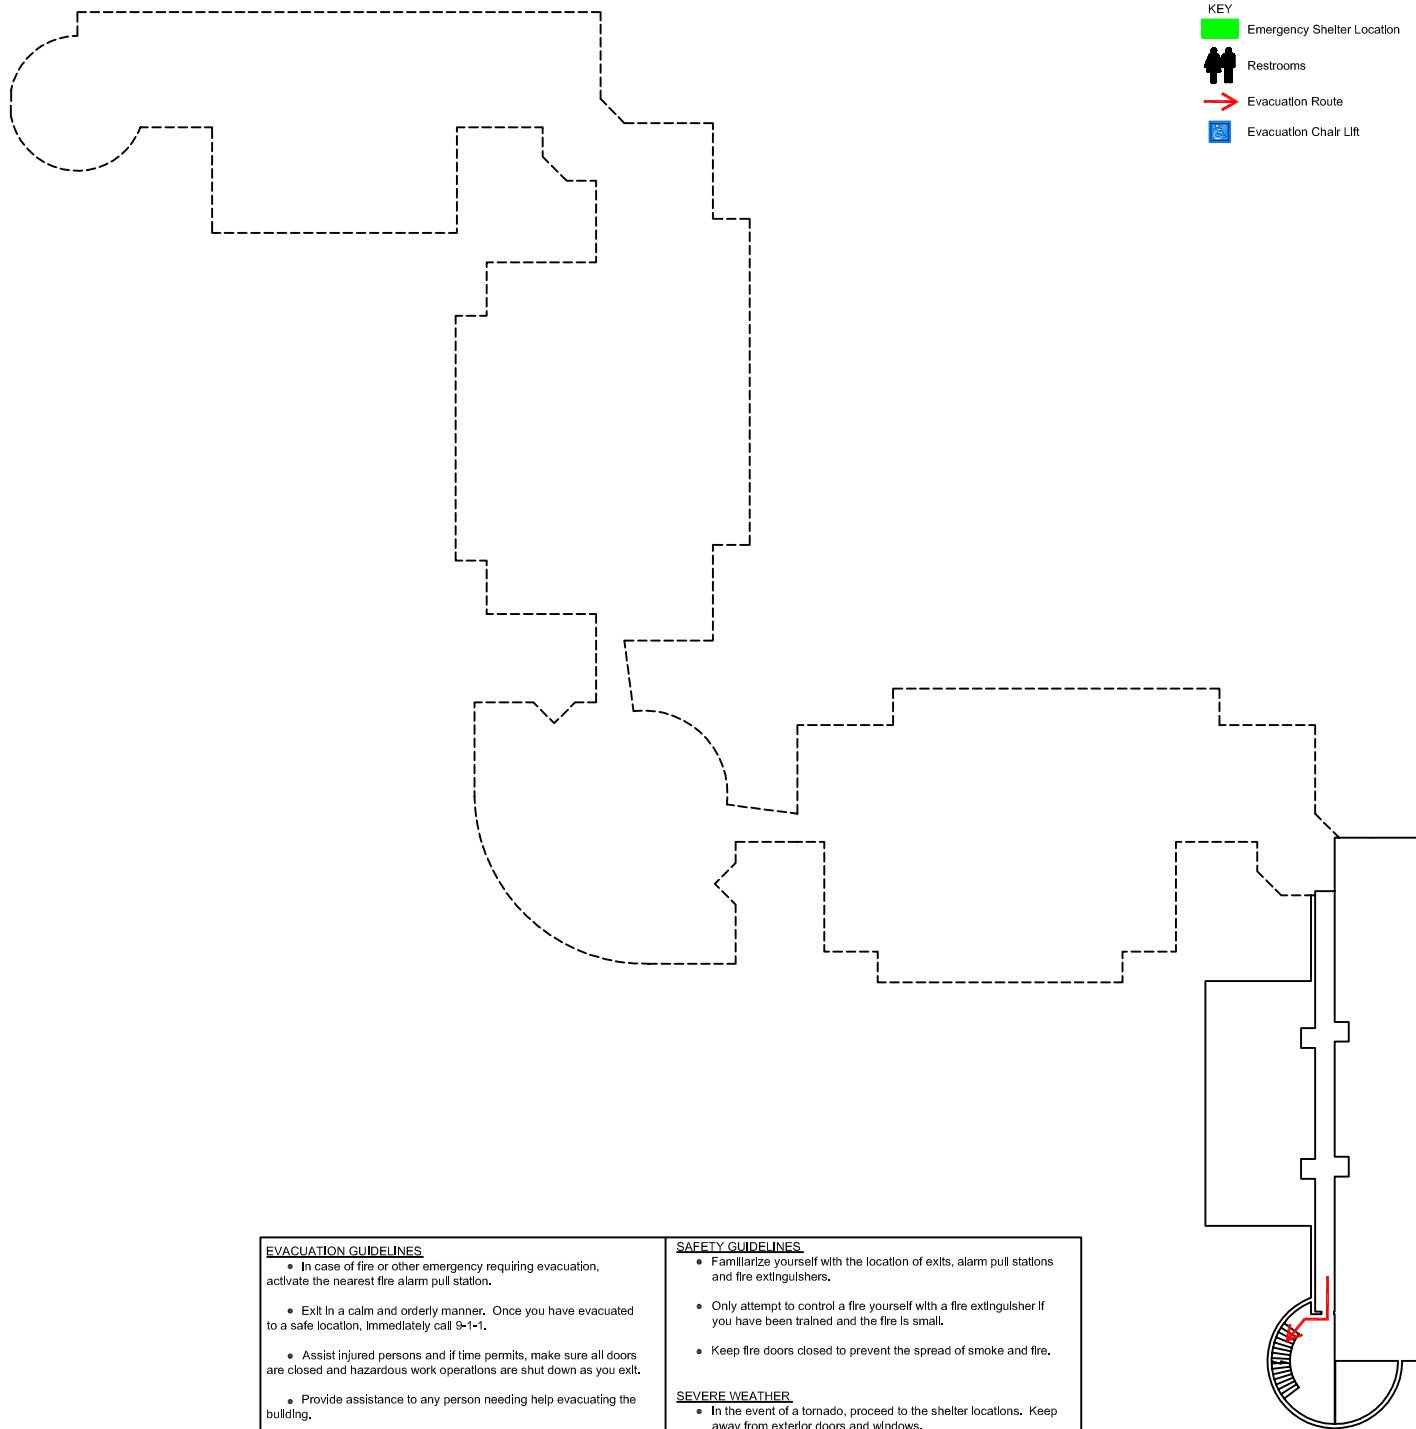 KEY
Emergency Shelter Location
Restrooms
Evacuation Route
Evacuation Chair Lift
EVACUATION GUIDELINES
• In case of fire or other emergency requiring evacuation,
activate the nearest fire alarm pull station.
• Exit in a calm and orderly manner. Once you have evacuated
to a safe location, immediately call 9-1-1.
• Assist injured persons and if time permits, make sure all doors
are closed and hazardous work operations are shut down as you exit.
• Provide assistance to any person needing help evacuating the
building.
SAFETY GUIDELINES
• Familiarize yourself with the location of exits, alarm pull stations
and fire extinguishers.
• Only attempt to control a fire yourself with a fire extinguisher if
you have been trained and the fire is small.
• Keep fire doors closed to prevent the spread of smoke and fire.
SEVERE WEATHER
• In the event of a tornado, proceed to the shelter locations. Keep
away from exterior doors and windows.